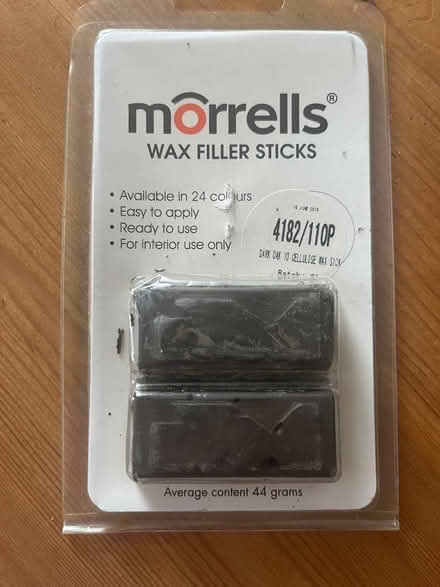 morrells®
WAX FILLER STICKS
• Available in 24 colours
• Easy to apply
• Ready to use
• For interior use only
4182/110P
DARK OAK 10 CELLULOSE WAX STICK
Average content 44 grams